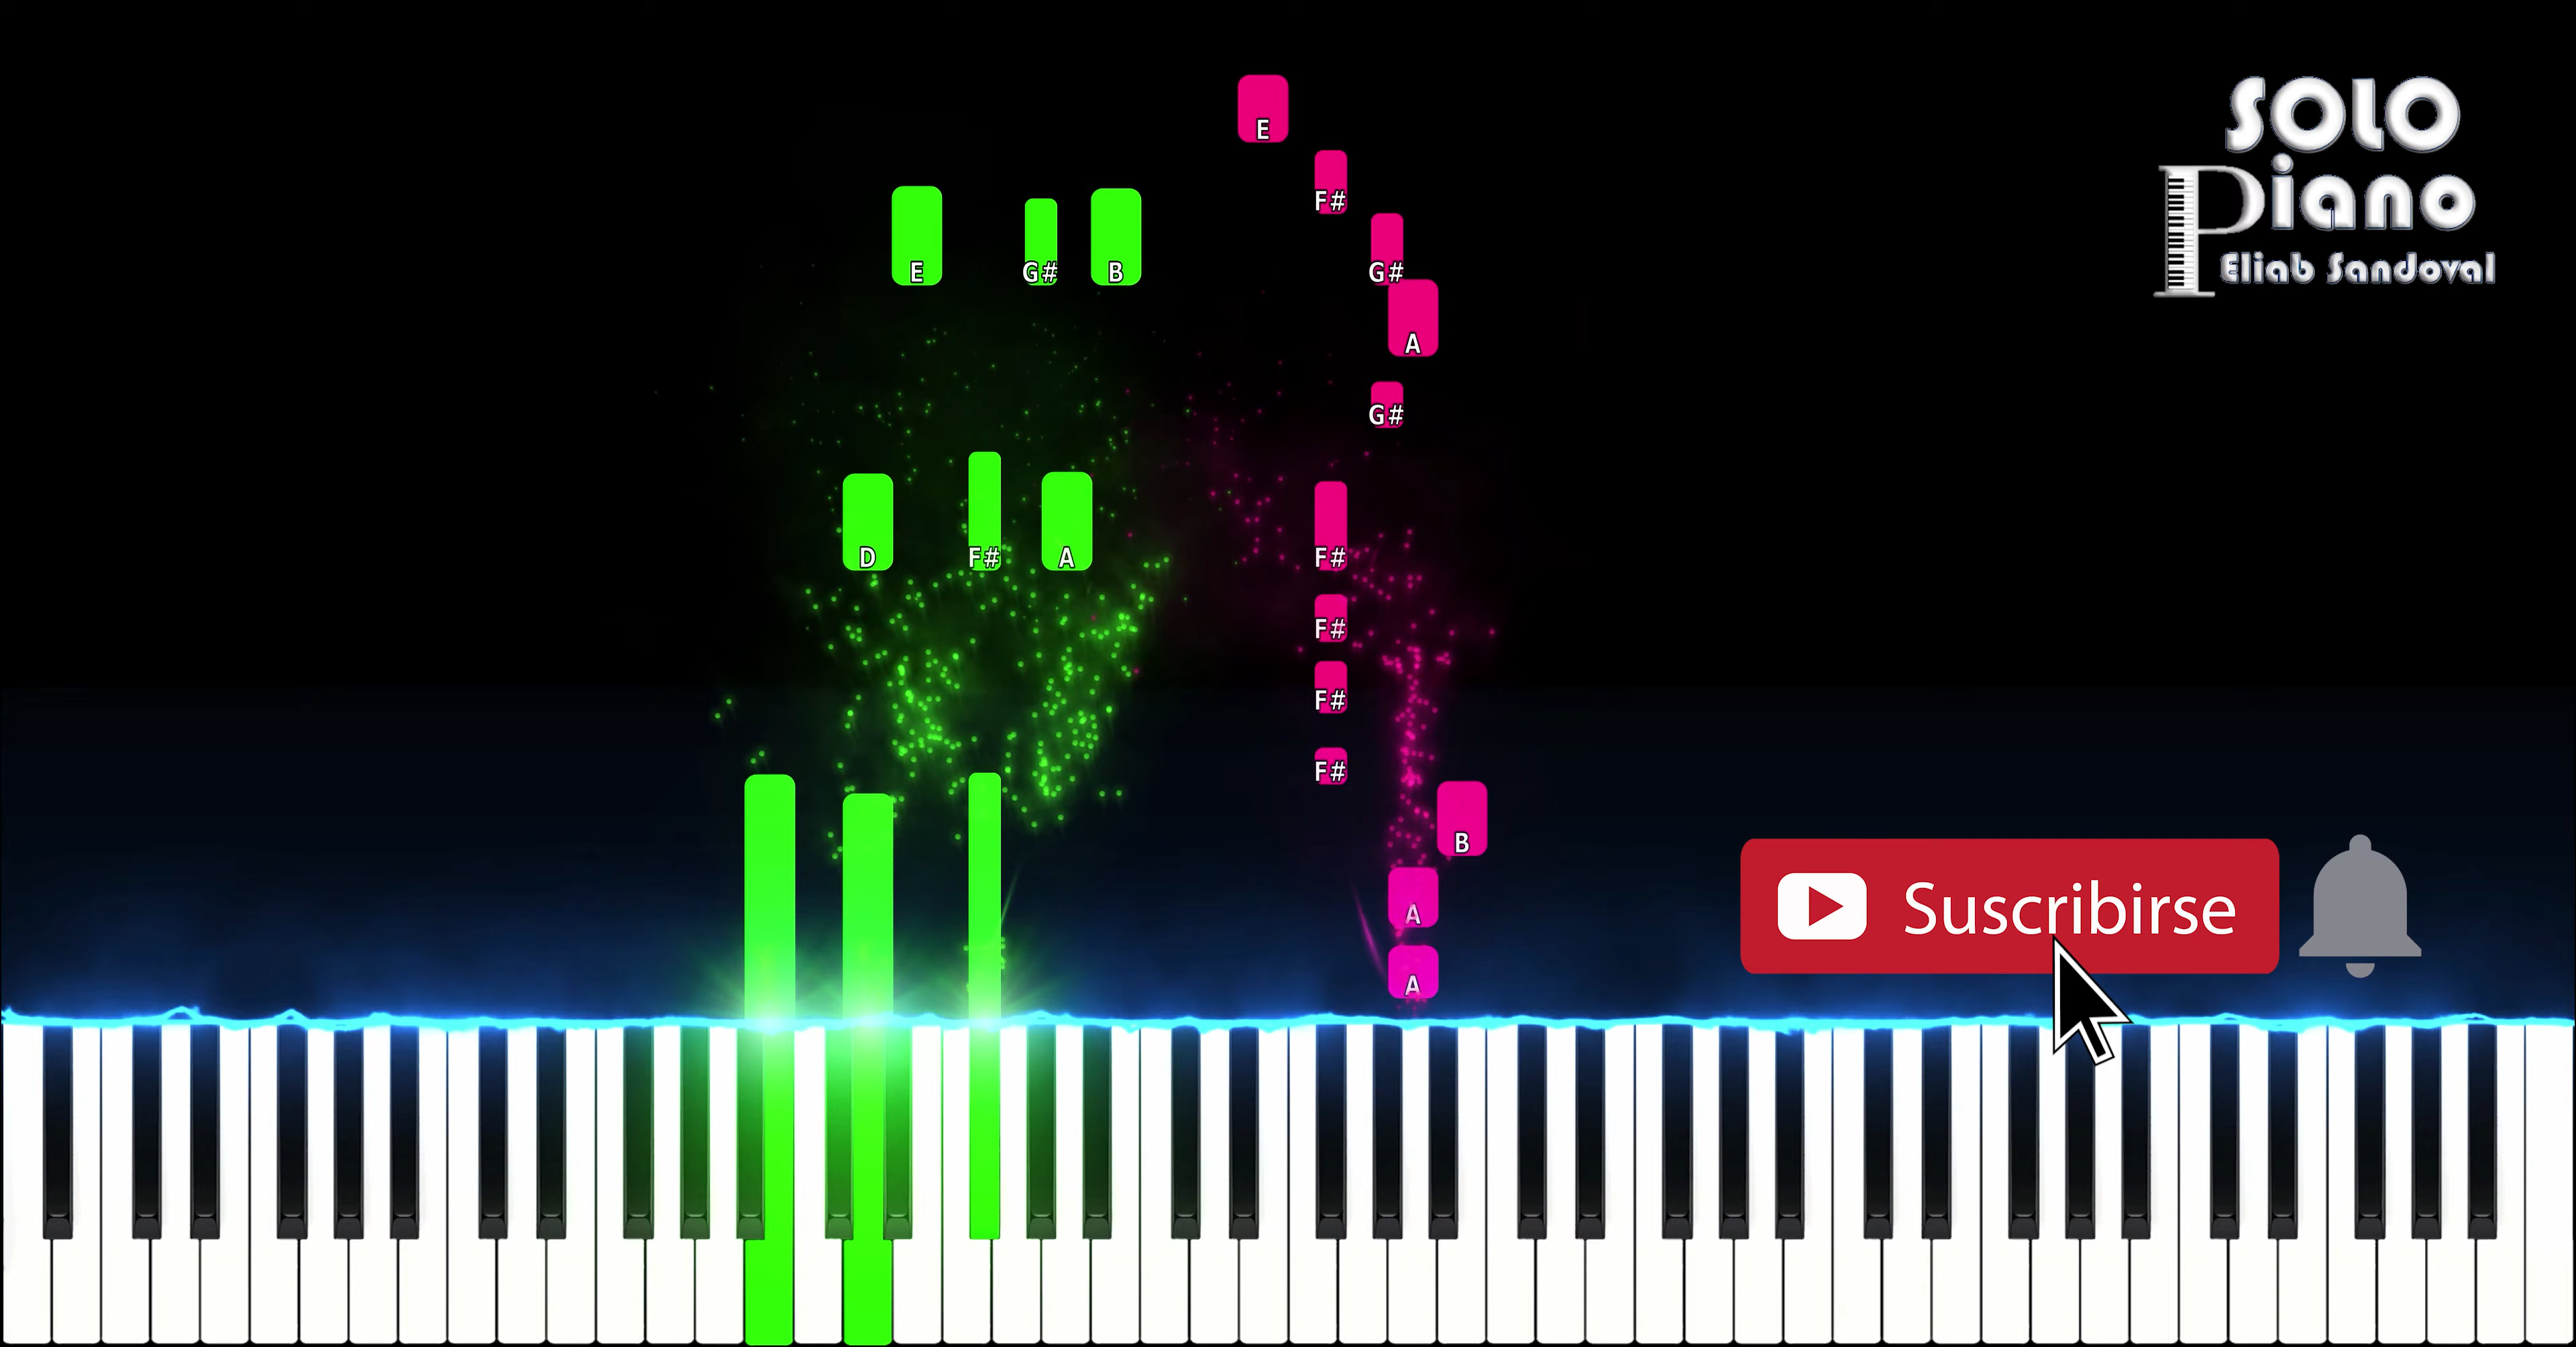 E
F#
E G# B
G#
A
G#
D F# A
F#
F#
F#
F#
B
A
A
SOLO
Piano
Eliab Sandoval
Suscribirse